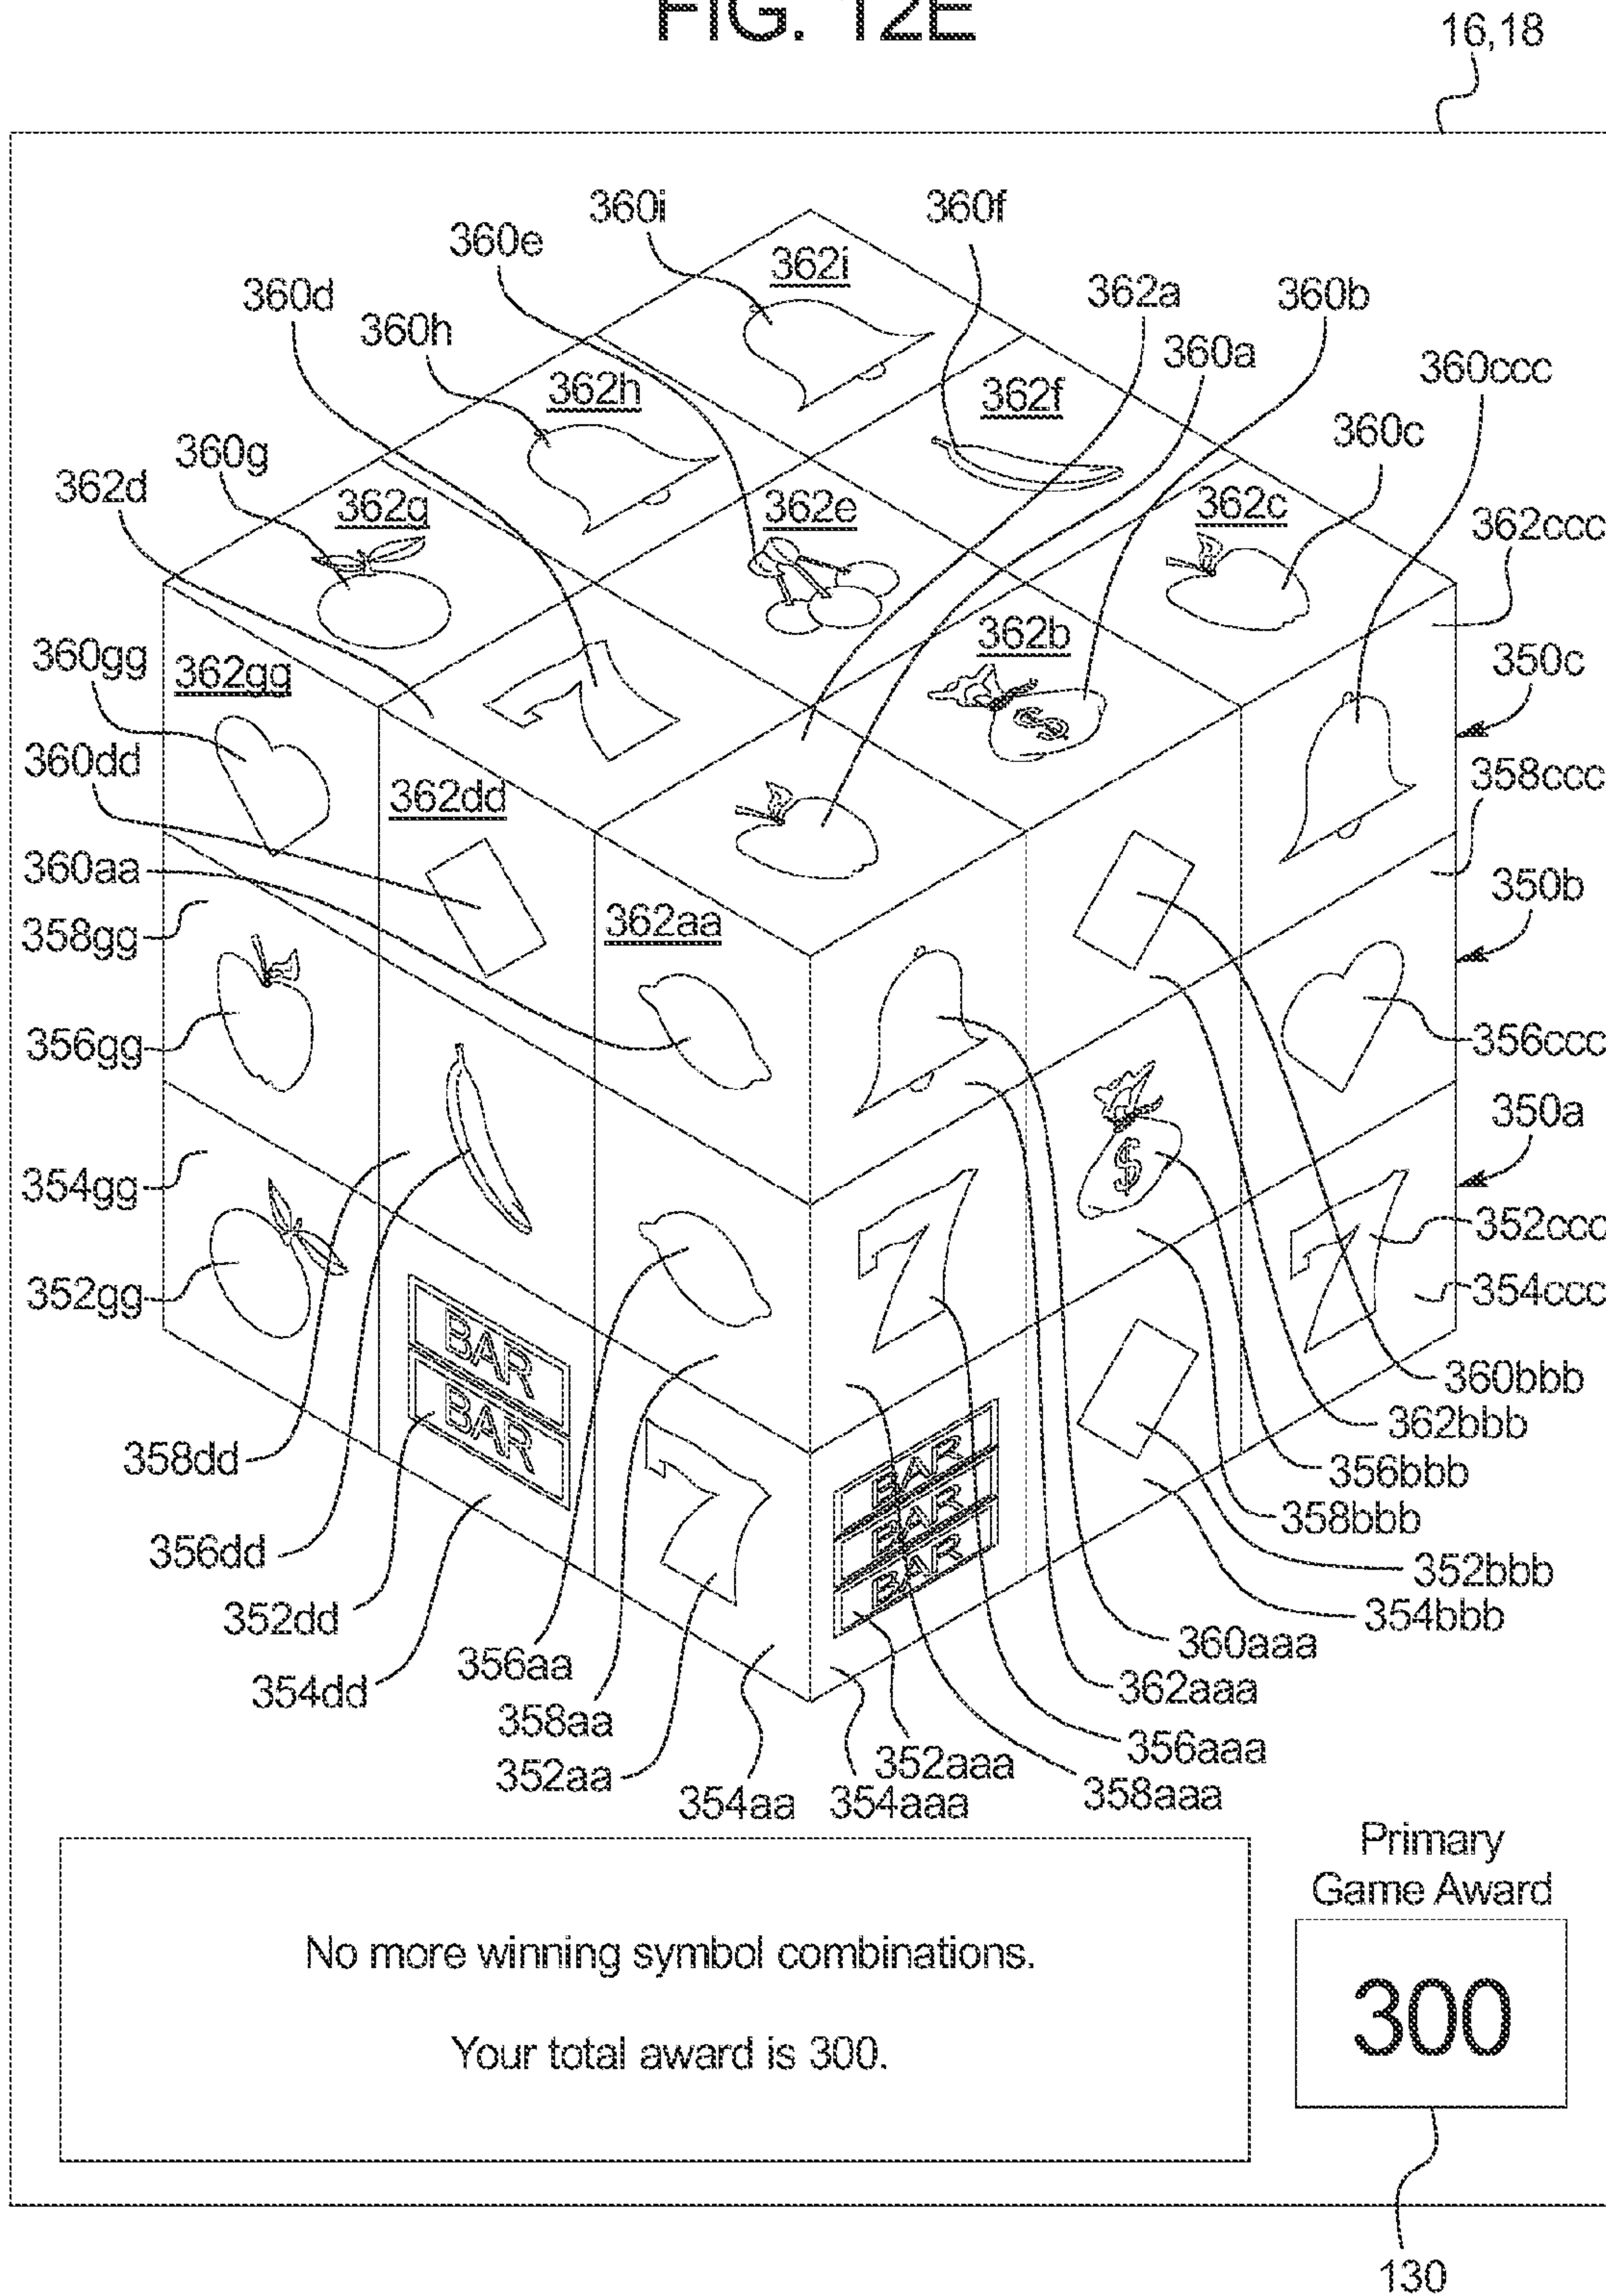 FIG. 12E
16,18
360i
360f
360e
362i
360d
362a
360b
360h
360a
362h
362f
360ccc
360c
360g
362d
362g
362e
362c
362ccc
362b
360gg
362gg
350c
$
360dd
362dd
358ccc
360aa
350b
362aa
358gg
356gg
356ccc
350a
$
354gg
352ccc
352gg
354ccc
BAR
BAR
360bbb
362bbb
358dd
BAR
BAR
BAR
356bbb
358bbb
356dd
352bbb
352dd
354bbb
360aaa
356aa
354dd
362aaa
358aa
352aa
352aaa
356aaa
354aa
354aaa
358aaa
Primary
Game Award
No more winning symbol combinations.
300
Your total award is 300.
130